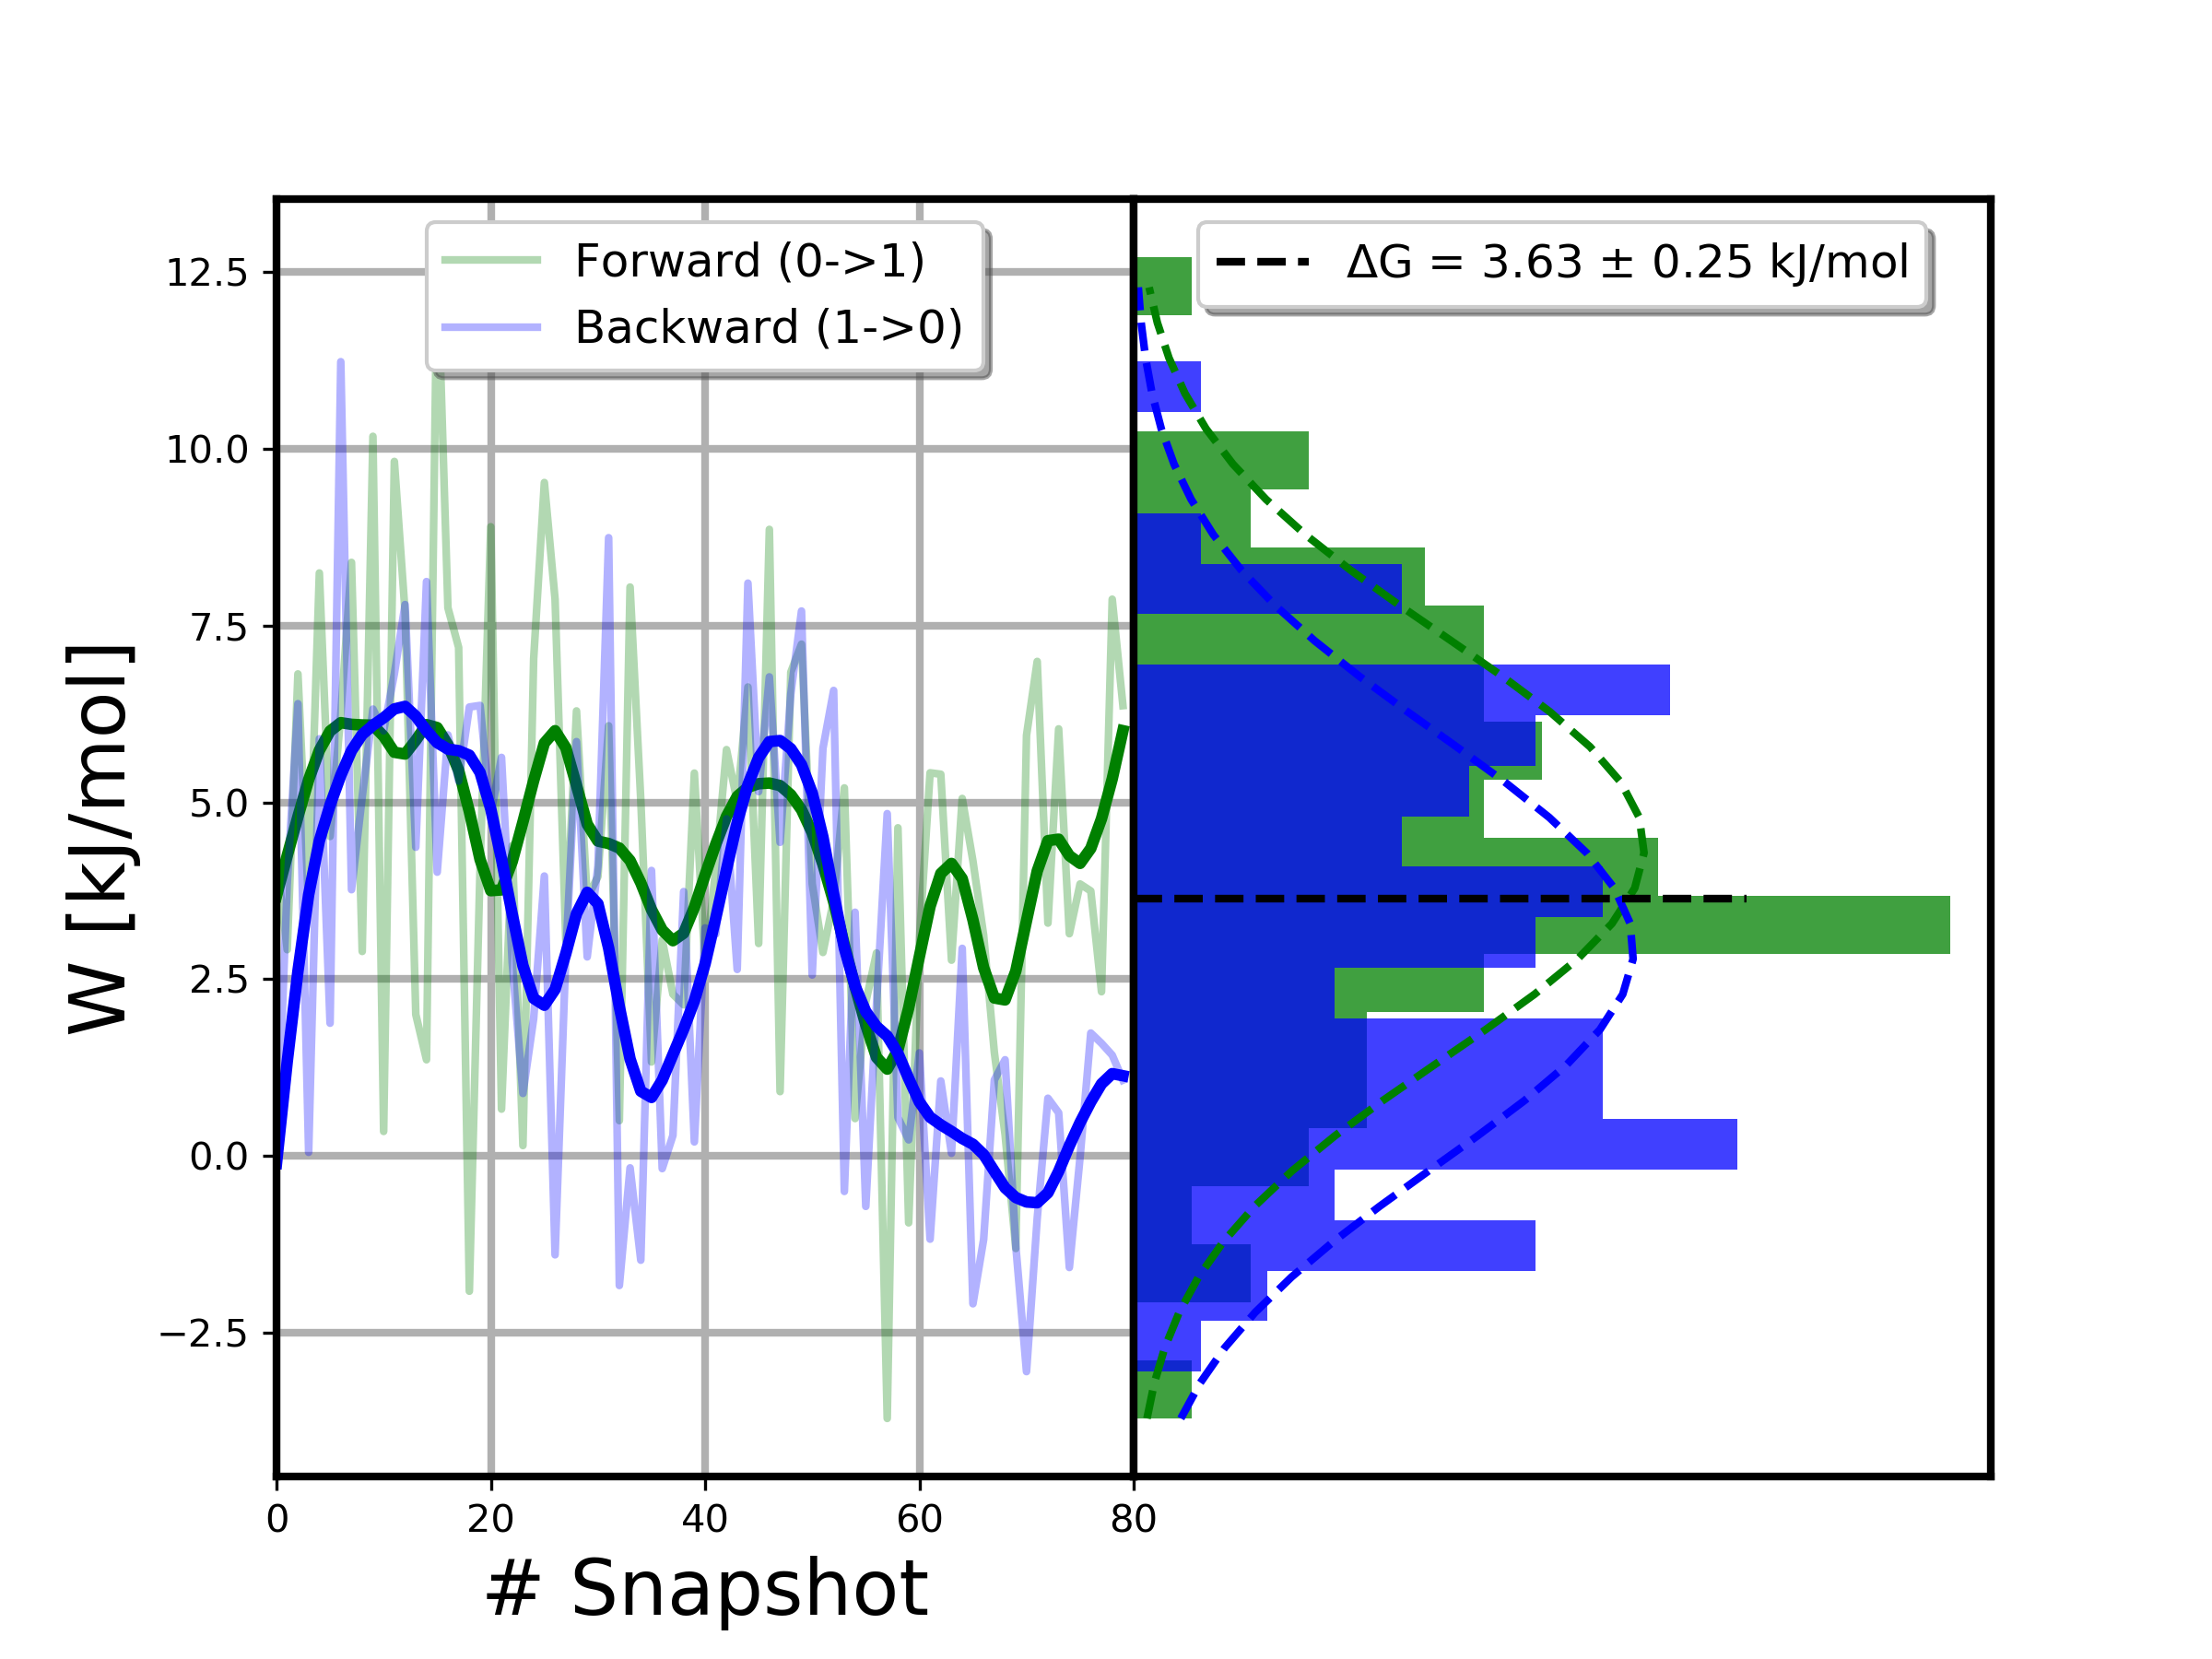 Forward (0->1)
Backward (1->0)
ΔG = 3.63 ± 0.25 kJ/mol
W [kJ/mol]
12.5
10.0
7.5
5.0
2.5
0.0
−2.5
0 20 40 60 80
# Snapshot